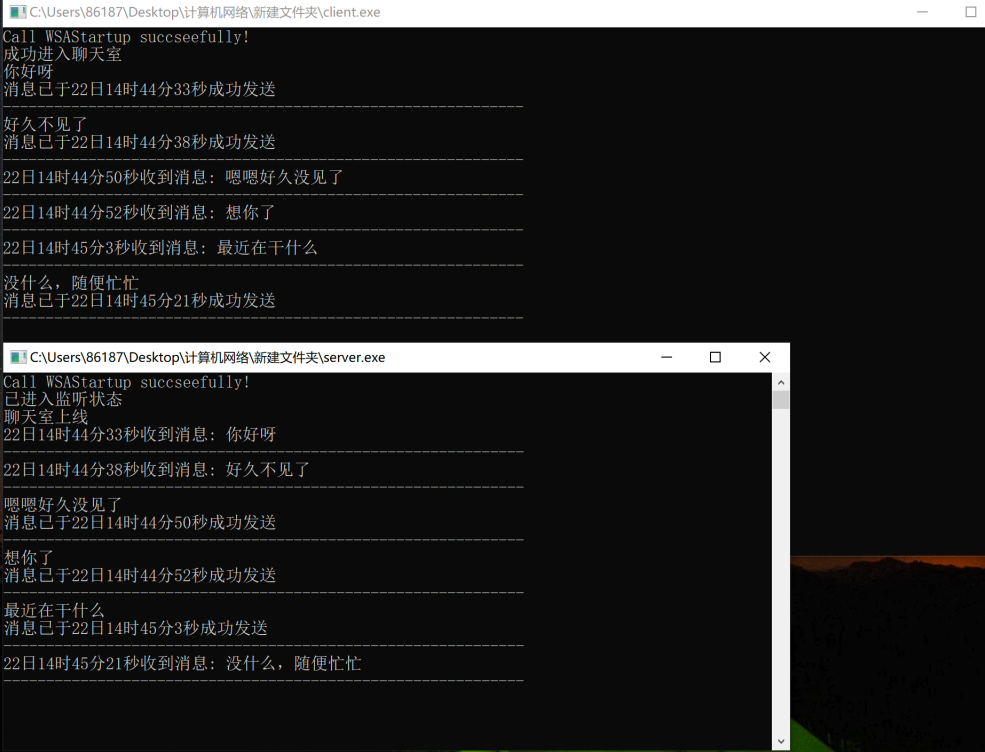 C:\Users\86187\Desktop\计算机网络\新建文件夹\client.exe
Call WSAStartup succseefully!
成功进入聊天室
你好呀
消息已于22日14时44分33秒成功发送
--------------------------------------------------------------
好久不见了
消息已于22日14时44分38秒成功发送
--------------------------------------------------------------
22日14时44分50秒收到消息: 嗯嗯好久没见了
--------------------------------------------------------------
22日14时44分52秒收到消息: 想你了
--------------------------------------------------------------
22日14时45分3秒收到消息: 最近在干什么
--------------------------------------------------------------
没什么，随便忙忙
消息已于22日14时45分21秒成功发送
--------------------------------------------------------------
C:\Users\86187\Desktop\计算机网络\新建文件夹\server.exe
Call WSAStartup succseefully!
已进入监听状态
聊天室上线
22日14时44分33秒收到消息: 你好呀
--------------------------------------------------------------
22日14时44分38秒收到消息: 好久不见了
--------------------------------------------------------------
嗯嗯好久没见了
消息已于22日14时44分50秒成功发送
--------------------------------------------------------------
想你了
消息已于22日14时44分52秒成功发送
--------------------------------------------------------------
最近在干什么
消息已于22日14时45分3秒成功发送
--------------------------------------------------------------
22日14时45分21秒收到消息: 没什么，随便忙忙
--------------------------------------------------------------